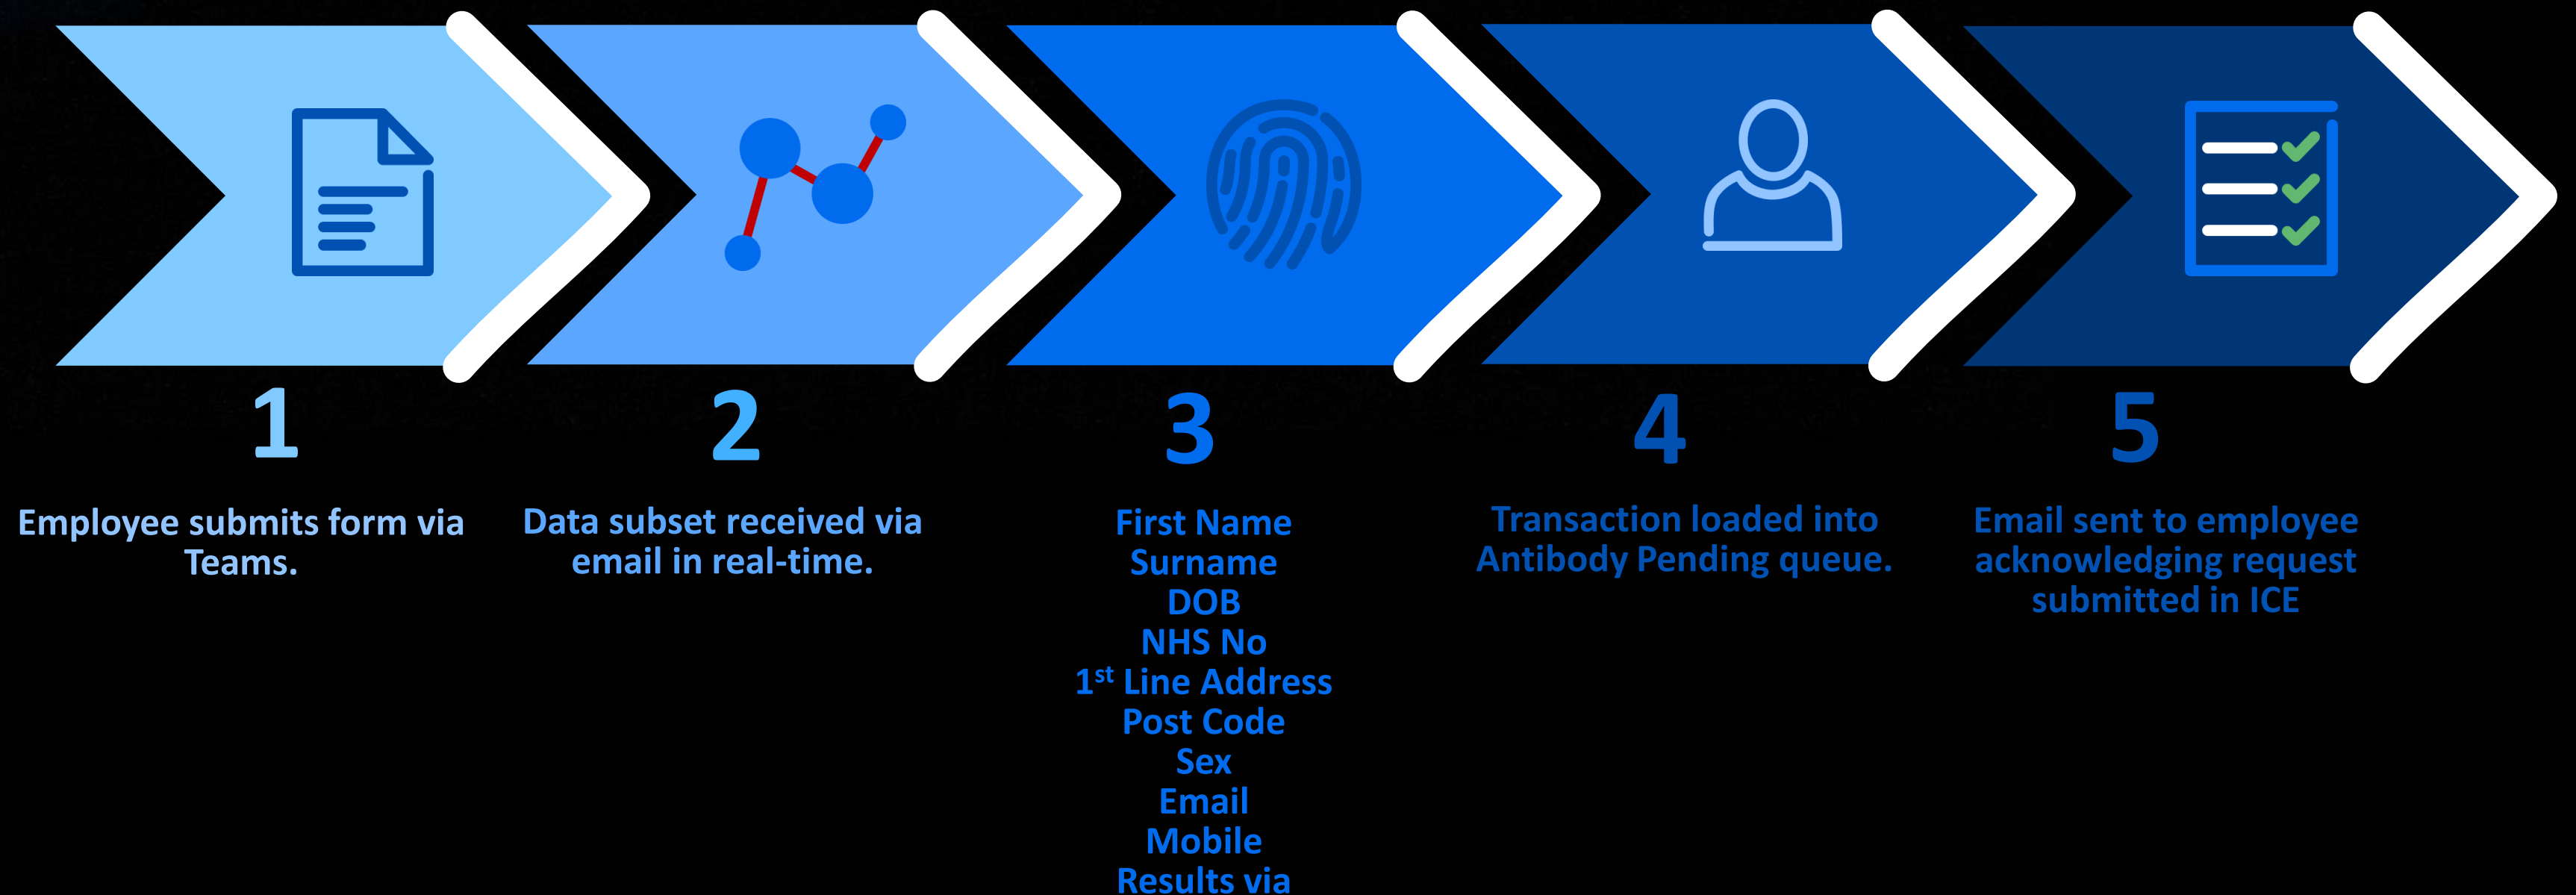 1
Employee submits form via
Teams.
2
Data subset received via
email in real-time.
3
First Name
Surname
DOB
NHS No
1st Line Address
Post Code
Sex
Email
Mobile
Results via
4
Transaction loaded into
Antibody Pending queue.
5
Email sent to employee
acknowledging request
submitted in ICE